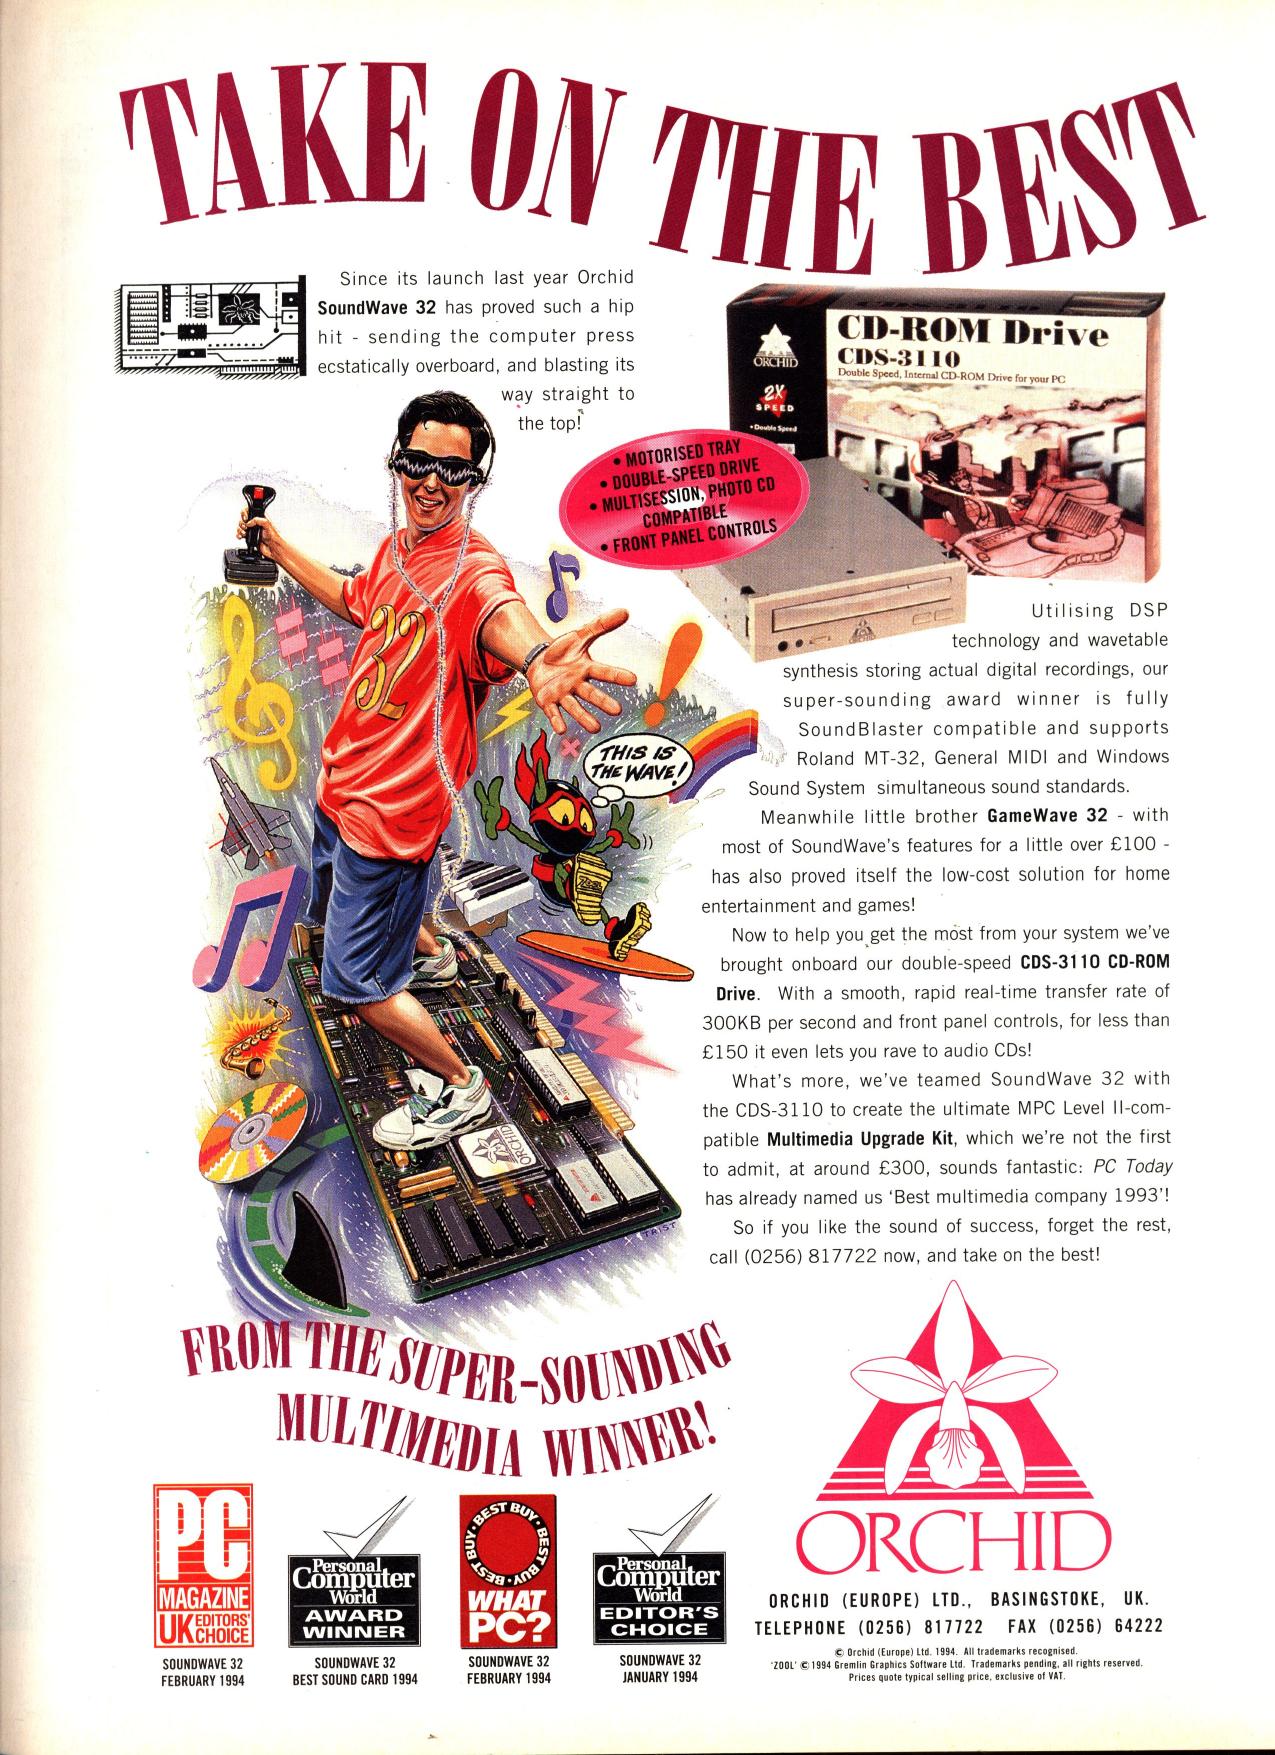 TAKE ON THE BEST
Since its launch last year Orchid
SoundWave 32 has proved such a hip
hit - sending the computer press
ecstatically overboard, and blasting its
way straight to
the top!
ORCHID
2X
SPEED
• Double Speed
CD-ROM Drive
CDS-3110
Double Speed, Internal CD-ROM Drive for your PC
• MOTORISED TRAY
• DOUBLE-SPEED DRIVE
• MULTISESSION, PHOTO CD
COMPATIBLE
• FRONT PANEL CONTROLS
32
THIS IS
THE WAVE!
ORCHID
TRIST
Utilising DSP
technology and wavetable
synthesis storing actual digital recordings, our
super-sounding award winner is fully
SoundBlaster compatible and supports
Roland MT-32, General MIDI and Windows
Sound System simultaneous sound standards.
Meanwhile little brother GameWave 32 - with
most of SoundWave's features for a little over £100 -
has also proved itself the low-cost solution for home
entertainment and games!
Now to help you get the most from your system we've
brought onboard our double-speed CDS-3110 CD-ROM
Drive. With a smooth, rapid real-time transfer rate of
300KB per second and front panel controls, for less than
£150 it even lets you rave to audio CDs!
What's more, we've teamed SoundWave 32 with
the CDS-3110 to create the ultimate MPC Level II-com-
patible Multimedia Upgrade Kit, which we're not the first
to admit, at around £300, sounds fantastic: PC Today
has already named us 'Best multimedia company 1993'!
So if you like the sound of success, forget the rest,
call (0256) 817722 now, and take on the best!
FROM THE SUPER-SOUNDING
MULTIMEDIA WINNER!
PC
MAGAZINE
UK EDITORS'
CHOICE
SOUNDWAVE 32
FEBRUARY 1994
Personal
Computer
World
AWARD
WINNER
SOUNDWAVE 32
BEST SOUND CARD 1994
BEST BUY · BEST BUY · BEST BUY ·
WHAT
PC?
SOUNDWAVE 32
FEBRUARY 1994
Personal
Computer
World
EDITOR'S
CHOICE
SOUNDWAVE 32
JANUARY 1994
ORCHID
ORCHID (EUROPE) LTD., BASINGSTOKE, UK.
TELEPHONE (0256) 817722 FAX (0256) 64222
© Orchid (Europe) Ltd. 1994. All trademarks recognised.
'ZOOL' © 1994 Gremlin Graphics Software Ltd. Trademarks pending, all rights reserved.
Prices quote typical selling price, exclusive of VAT.